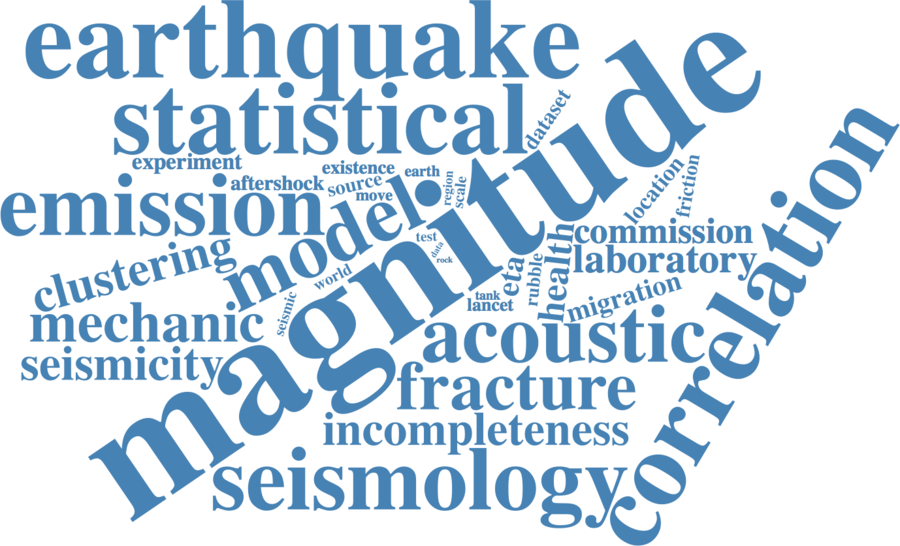 earthquake
statistical
magnitude
dataset
experiment
existence
earth
aftershock
source
move
region
scale
emission
model
location
friction
correlation
clustering
test
data
rock
world
seismic
eta
rubble
health
commission
laboratory
migration
tank
lancet
mechanic
acoustic
seismicity
fracture
incompleteness
seismology